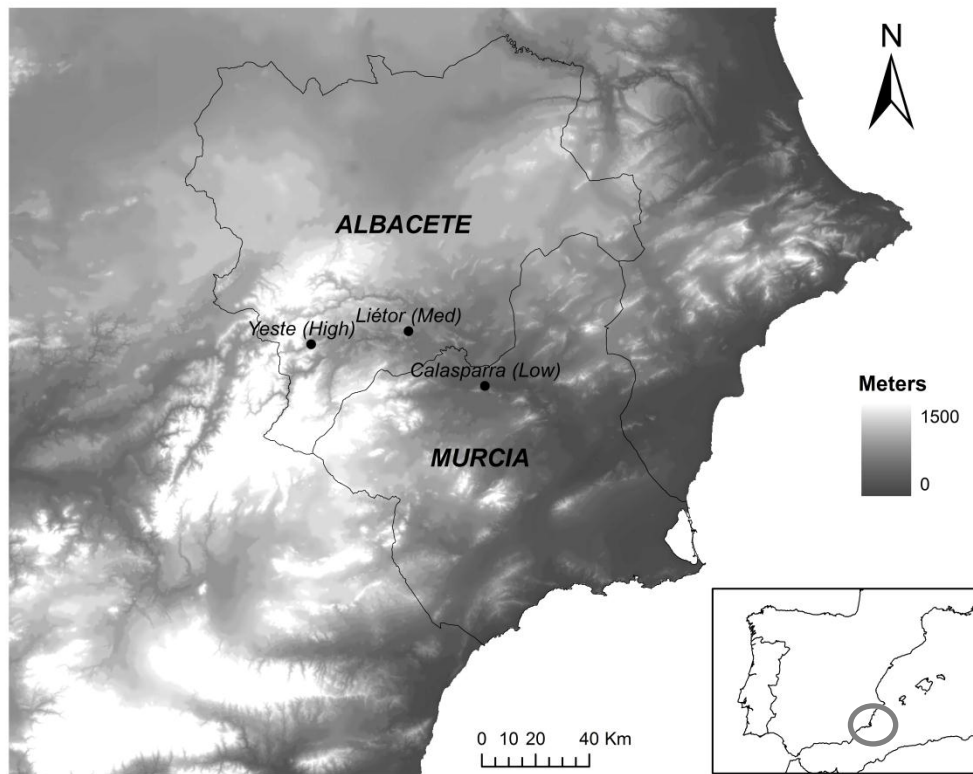 N
ALBACETE
Liétor (Med)
Yeste (High)
Calasparra (Low)
Meters
1500
0
MURCIA
0 10 20 40 Km